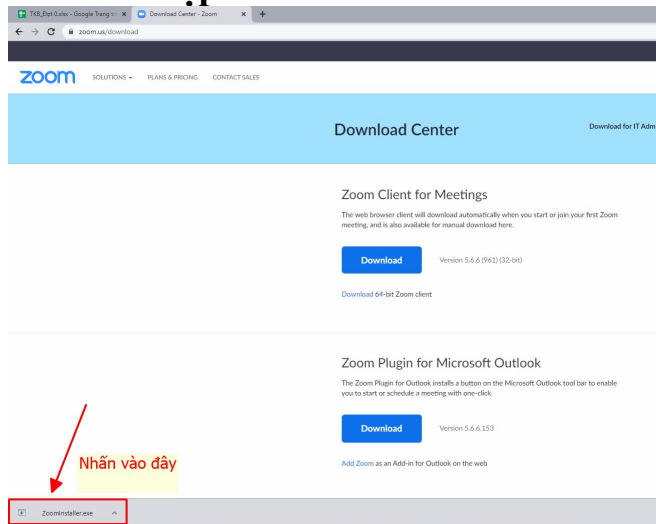 TKB_Đợt 0.xlsx - Google Trang
Download Center - Zoom
zoom.us/download
zoom
SOLUTIONS
PLANS & PRICING
CONTACT SALES
Download Center
Download for IT Adm
Zoom Client for Meetings
The web browser client will download automatically when you start or join your first Zoom
meeting, and is also available for manual download here.
Download
Version 5.6.6 (961) (32-bit)
Download 64-bit Zoom client
Zoom Plugin for Microsoft Outlook
The Zoom Plugin for Outlook installs a button on the Microsoft Outlook tool bar to enable
you to start or schedule a meeting with one-click.
Download
Version 5.6.6.153
Add Zoom as an Add-in for Outlook on the web
Nhấn vào đây
ZoomInstaller.exe